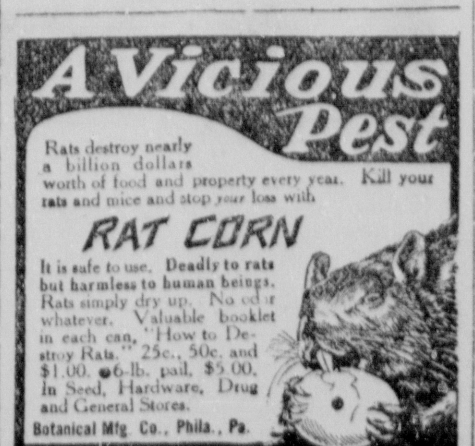 A Vicious
Pest
Rats destroy nearly
a billion dollars
worth of food and property every year. Kill your
rats and mice and stop your loss with
RAT CORN
It is safe to use. Deadly to rats
but harmless to human beings.
Rats simply dry up. No odor
whatever. Valuable booklet
in each can, "How to De-
stroy Rats." 25c., 50c. and
$1.00. 6-lb. pail, $5.00.
In Seed, Hardware, Drug
and General Stores.
Botanical Mfg. Co., Phila., Pa.